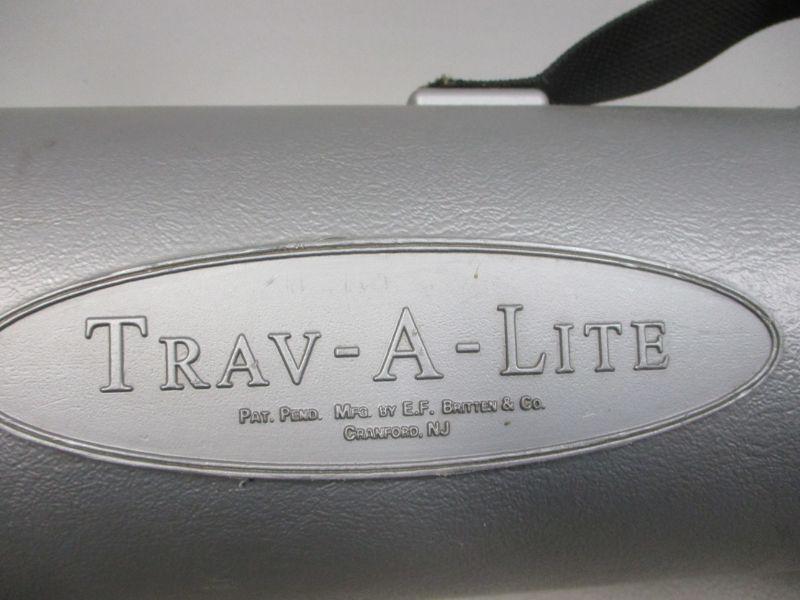 TRAV-A-LITE
PAT. PEND. MFG. BY E.F. BRITTEN & CO.
CRANFORD, NJ